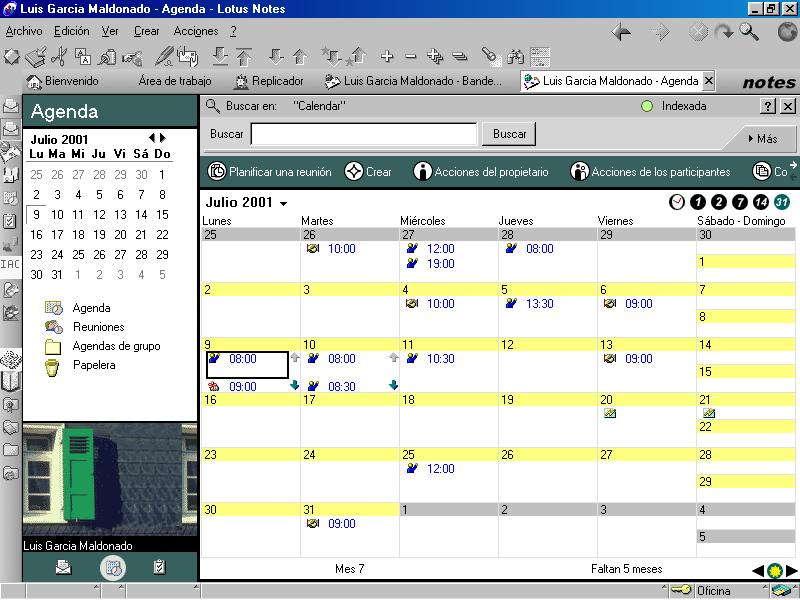 Luis Garcia Maldonado - Agenda - Lotus Notes
Archivo Edición Ver Crear Acciones ?
Bienvenido Área de trabajo Replicador Luis Garcia Maldonado - Bande... Luis Garcia Maldonado - Agenda notes
Agenda
Buscar en: "Calendar" Indexada ?
Buscar Buscar Más
Planificar una reunión Crear Acciones del propietario Acciones de los participantes Co
Julio 2001
Lu Ma Mi Ju Vi Sá Do
25 26 27 28 29 30 1
2 3 4 5 6 7 8
9 10 11 12 13 14 15
16 17 18 19 20 21 22
23 24 25 26 27 28 29
30 31 1 2 3 4 5
IAC
Agenda
Reuniones
Agendas de grupo
Papelera
Luis Garcia Maldonado
Julio 2001 1 2 7 14 31
Lunes Martes Miércoles Jueves Viernes Sábado - Domingo
25 26 27 28 29 30
10:00 12:00 08:00
19:00 1
2 3 4 5 6 7
10:00 13:30 09:00
8
9 10 11 12 13 14
08:00 08:00 10:30 09:00
15
09:00 08:30
16 17 18 19 20 21
22
23 24 25 26 27 28
12:00
29
30 31 1 2 3 4
09:00
5
Mes 7 Faltan 5 meses
Oficina